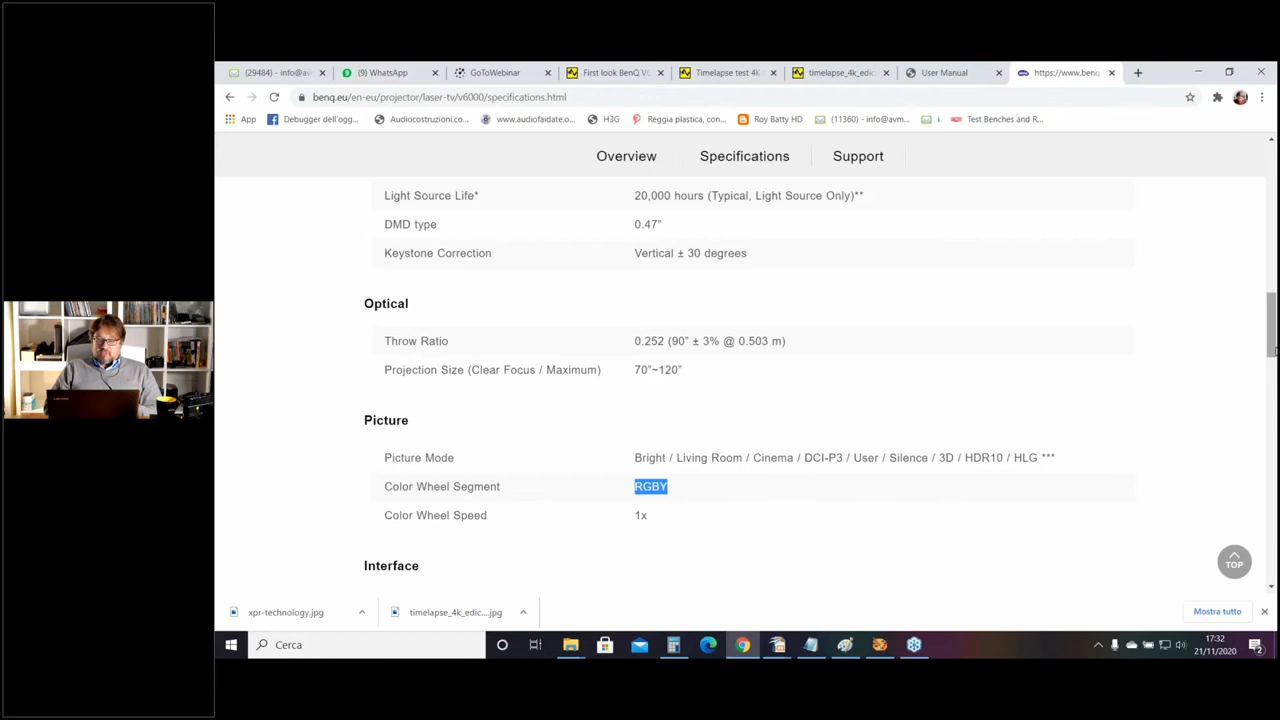 (29484) - info@av
(9) WhatsApp
GoToWebinar
First look BenQ V6
Timelapse test 4K
timelapse_4k_edic
User Manual
https://www.benq.
benq.eu/en-eu/projector/laser-tv/v6000/specifications.html
App
Debugger dell'ogg...
Audiocostruzioni.co...
www.audiofaidate.o...
H3G
Reggia plastica, con...
Roy Batty HD
(11360) - info@avm...
Test Benches and R...
Overview
Specifications
Support
Light Source Life* 20,000 hours (Typical, Light Source Only)**
DMD type 0.47"
Keystone Correction Vertical ± 30 degrees
Optical
Throw Ratio 0.252 (90" ± 3% @ 0.503 m)
Projection Size (Clear Focus / Maximum) 70"~120"
Picture
Picture Mode Bright / Living Room / Cinema / DCI-P3 / User / Silence / 3D / HDR10 / HLG ***
Color Wheel Segment RGBY
Color Wheel Speed 1x
TOP
Interface
xpr-technology.jpg
timelapse_4k_edic....jpg
Mostra tutto
Cerca
17:32
21/11/2020
2